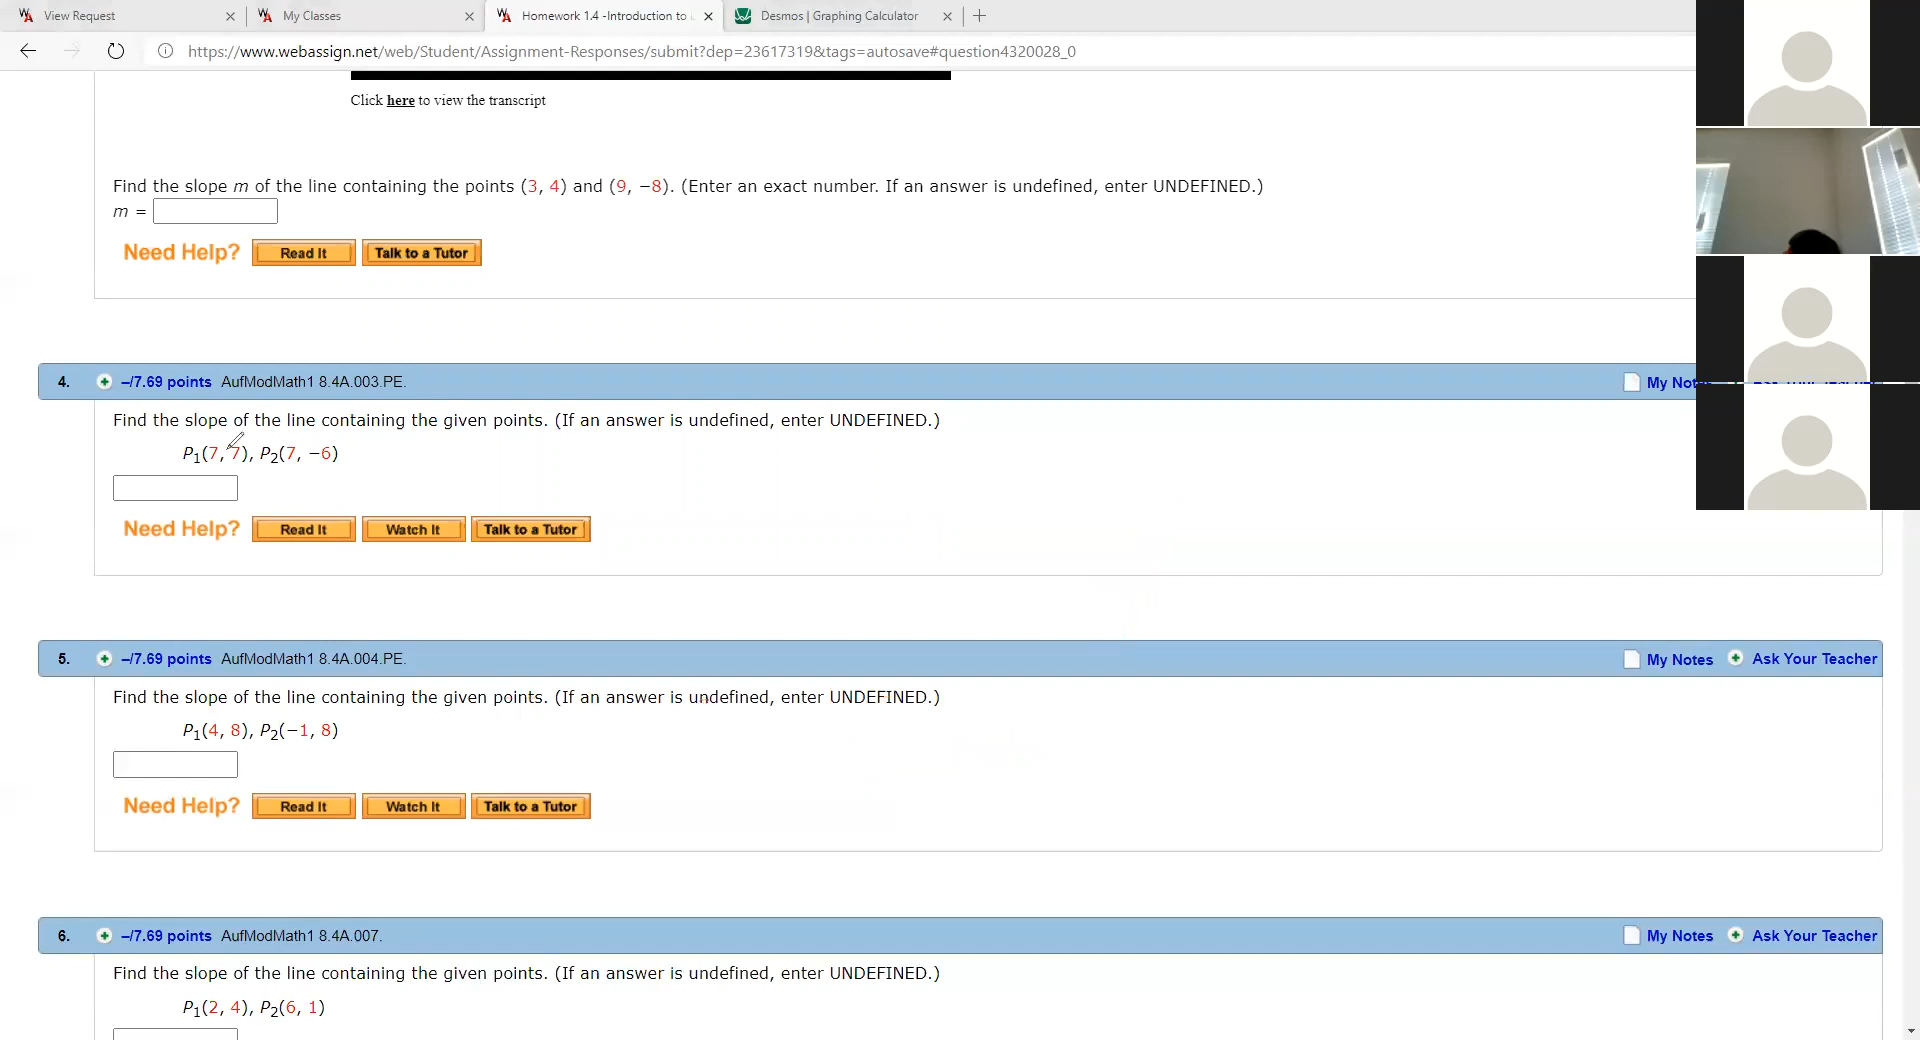 View Request
My Classes
Homework 1.4 -Introduction to
Desmos | Graphing Calculator
https://www.webassign.net/web/Student/Assignment-Responses/submit?dep=23617319&tags=autosave#question4320028_0
Click here to view the transcript
Find the slope m of the line containing the points (3, 4) and (9, −8). (Enter an exact number. If an answer is undefined, enter UNDEFINED.)
m =
Need Help? Read It Talk to a Tutor
4. –/7.69 points AufModMath1 8.4A.003.PE. My Notes Ask Your Teacher
Find the slope of the line containing the given points. (If an answer is undefined, enter UNDEFINED.)
P1(7, 7), P2(7, −6)
Need Help? Read It Watch It Talk to a Tutor
5. –/7.69 points AufModMath1 8.4A.004.PE. My Notes Ask Your Teacher
Find the slope of the line containing the given points. (If an answer is undefined, enter UNDEFINED.)
P1(4, 8), P2(−1, 8)
Need Help? Read It Watch It Talk to a Tutor
6. –/7.69 points AufModMath1 8.4A.007. My Notes Ask Your Teacher
Find the slope of the line containing the given points. (If an answer is undefined, enter UNDEFINED.)
P1(2, 4), P2(6, 1)